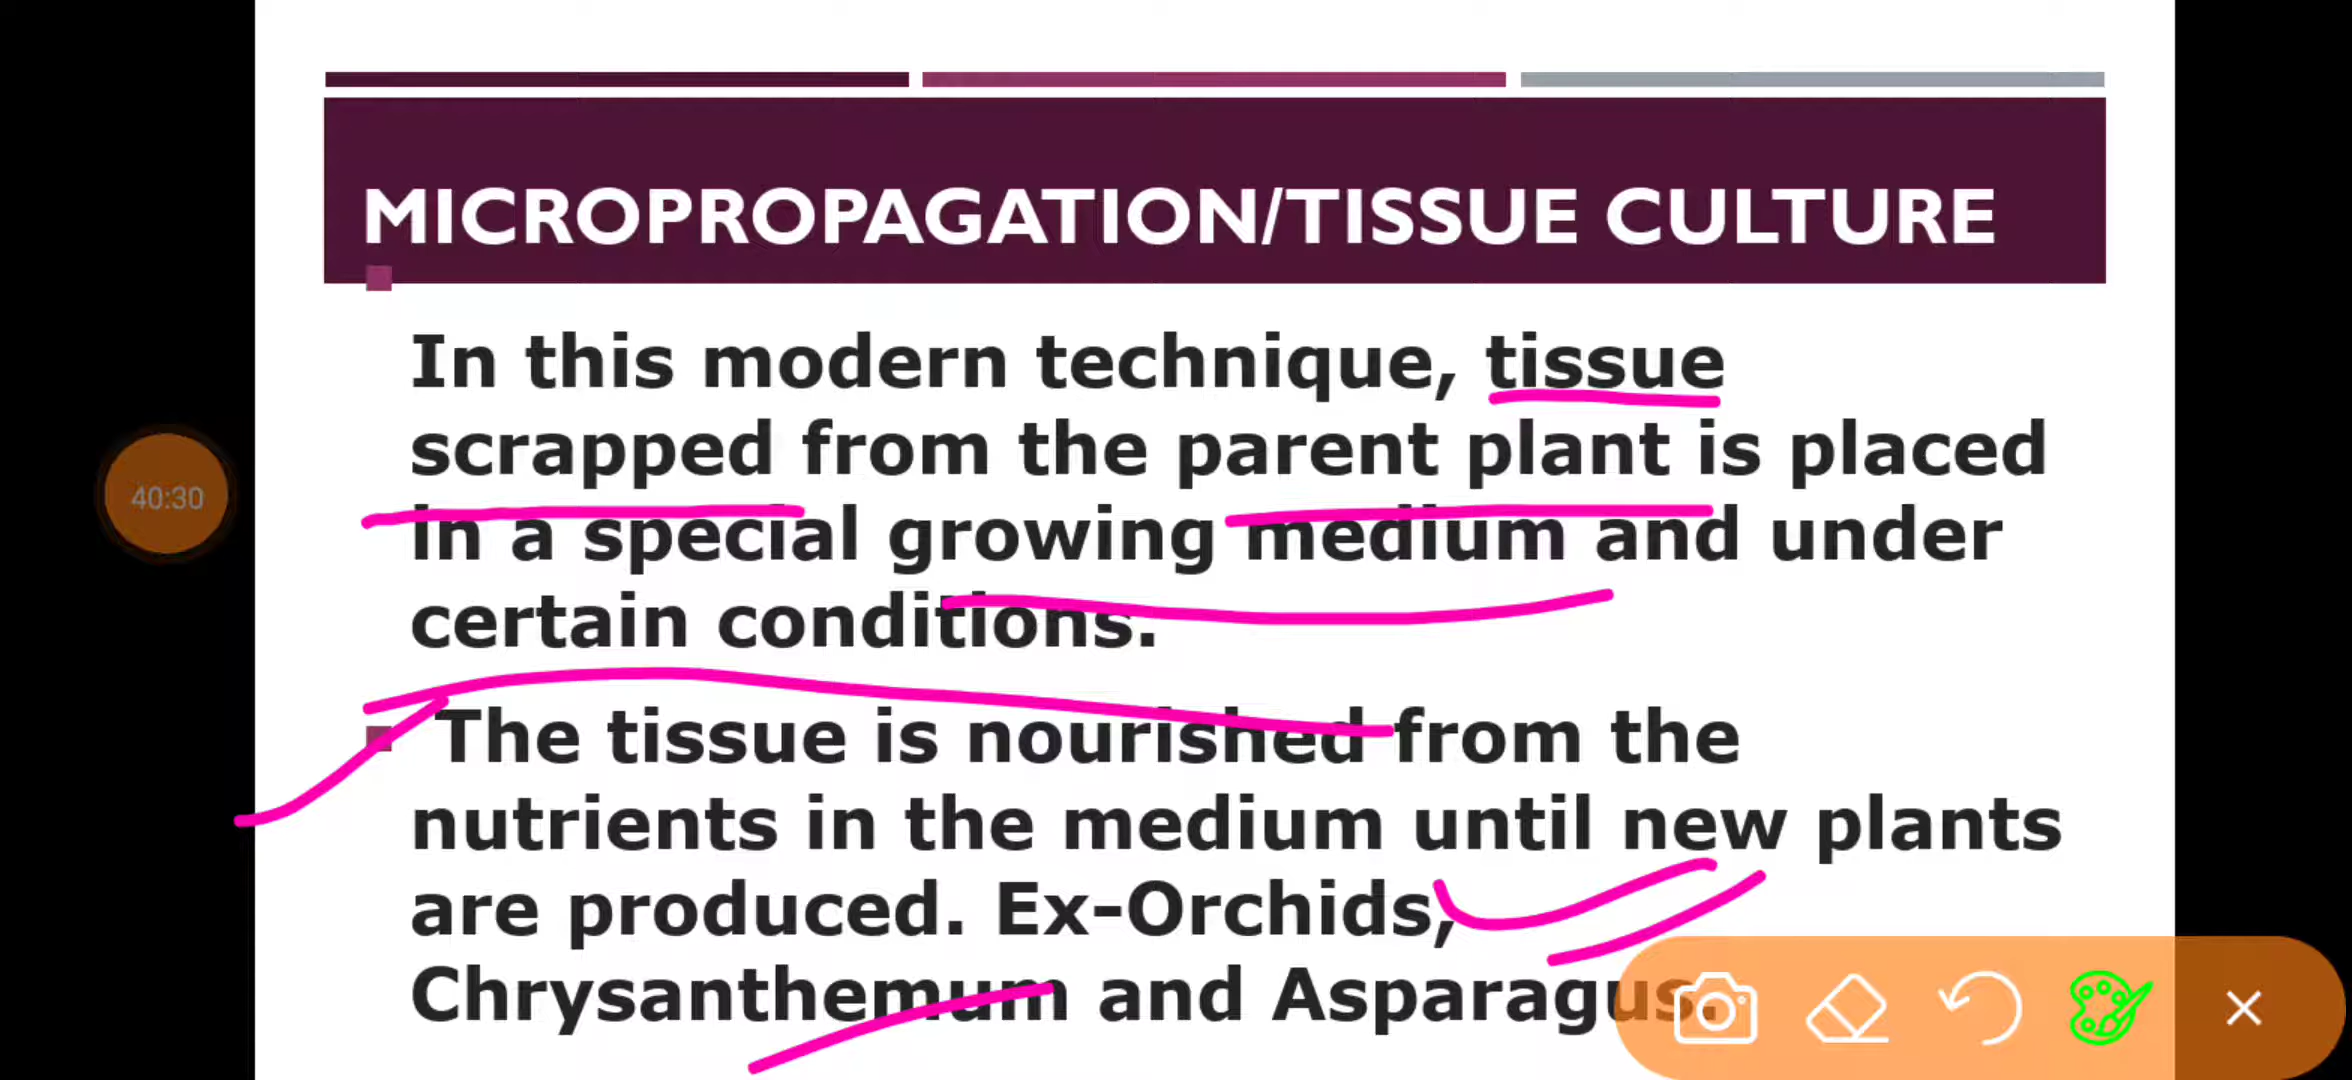 MICROPROPAGATION/TISSUE CULTURE
In this modern technique, tissue
scrapped from the parent plant is placed
in a special growing medium and under
certain conditions.
The tissue is nourished from the
nutrients in the medium until new plants
are produced. Ex-Orchids,
Chrysanthemum and Asparagus.
40:30